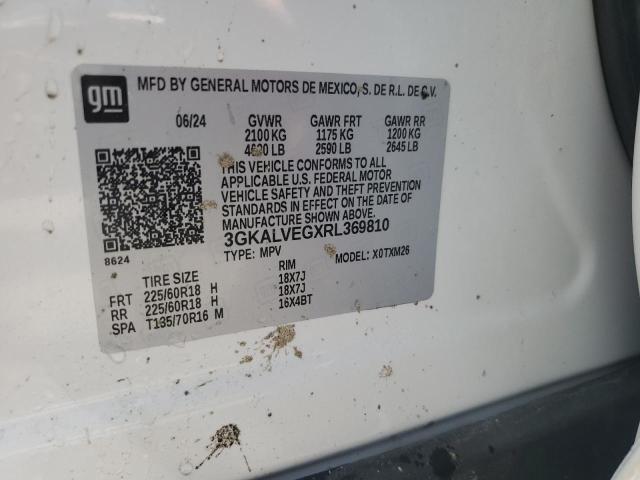 gm
MFD BY GENERAL MOTORS DE MEXICO, S. DE R.L. DE C.V.
06/24 GVWR GAWR FRT GAWR RR
2100 KG 1175 KG 1200 KG
LB 2590 LB 2645 LB
THIS VEHICLE CONFORMS TO ALL
APPLICABLE U.S. FEDERAL MOTOR
VEHICLE SAFETY AND THEFT PREVENTION
STANDARDS IN EFFECT ON THE DATE OF
MANUFACTURE SHOWN ABOVE.
3GKALVEGXRL369810
8624
TYPE: MPV MODEL: X0TXM26
TIRE SIZE RIM
FRT 225/60R18 H 18X7J
RR 225/60R18 H 18X7J
SPA T135/70R16 M 16X4BT